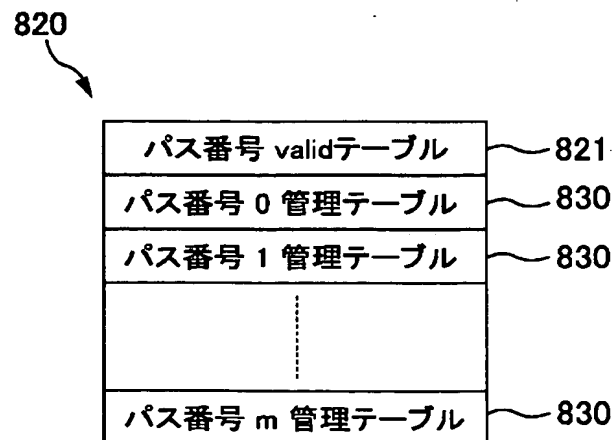 820
パス番号 validテーブル 821
パス番号 0 管理テーブル 830
パス番号 1 管理テーブル 830
パス番号 m 管理テーブル 830